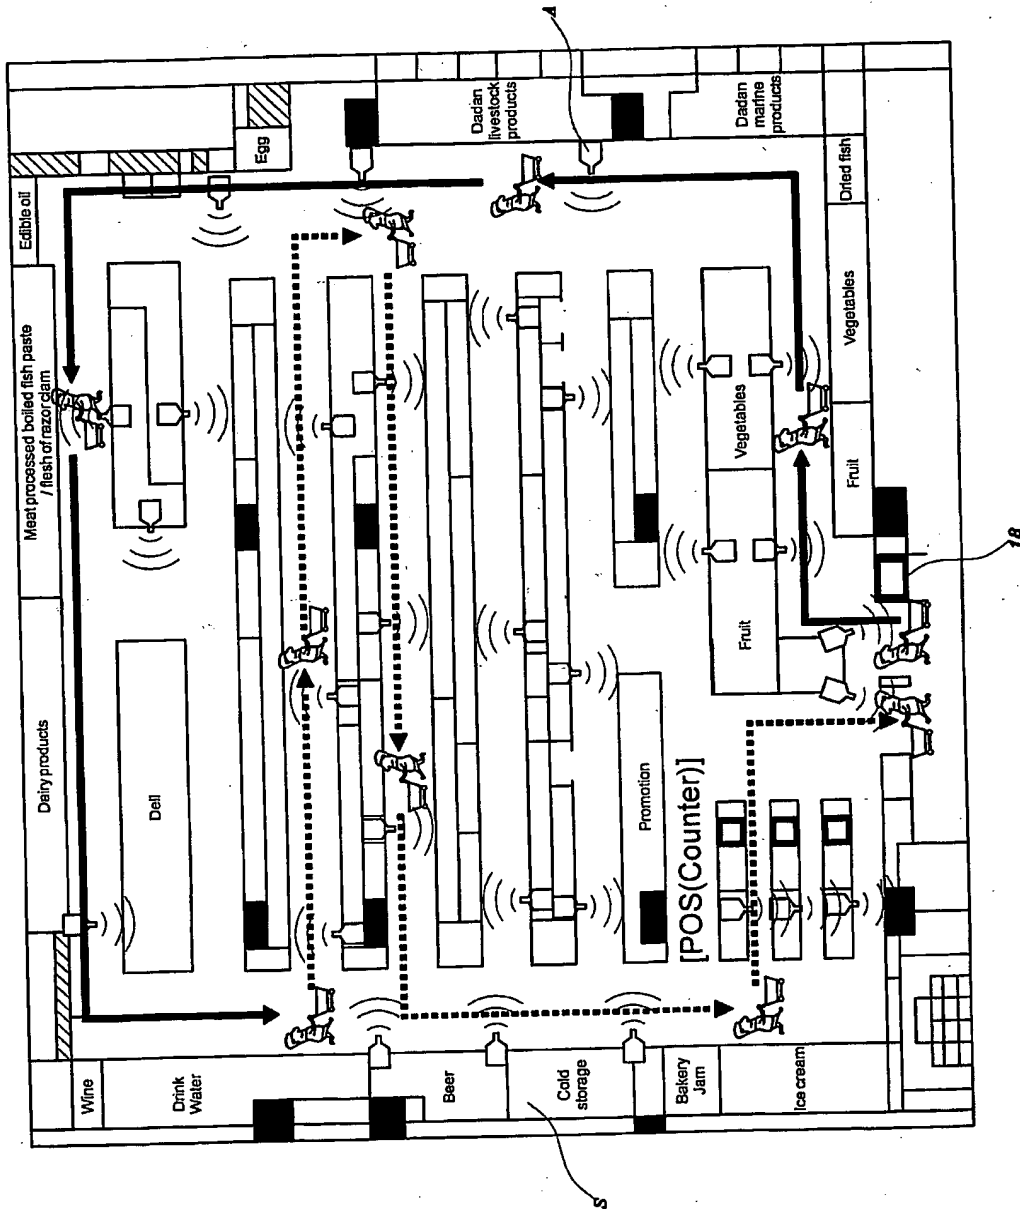 A
Dadan
livestock
products
Dadan
marine
products
Egg
Edible oil
Dried fish
Meat processed boiled fish paste
/ flesh of razor clam
Vegetables
Vegetables
Fruit
Fruit
18
Dairy products
Deli
Promotion
[POS(Counter)]
Wine
Drink
Water
Beer
Cold
storage
Bakery
Jam
Ice cream
S